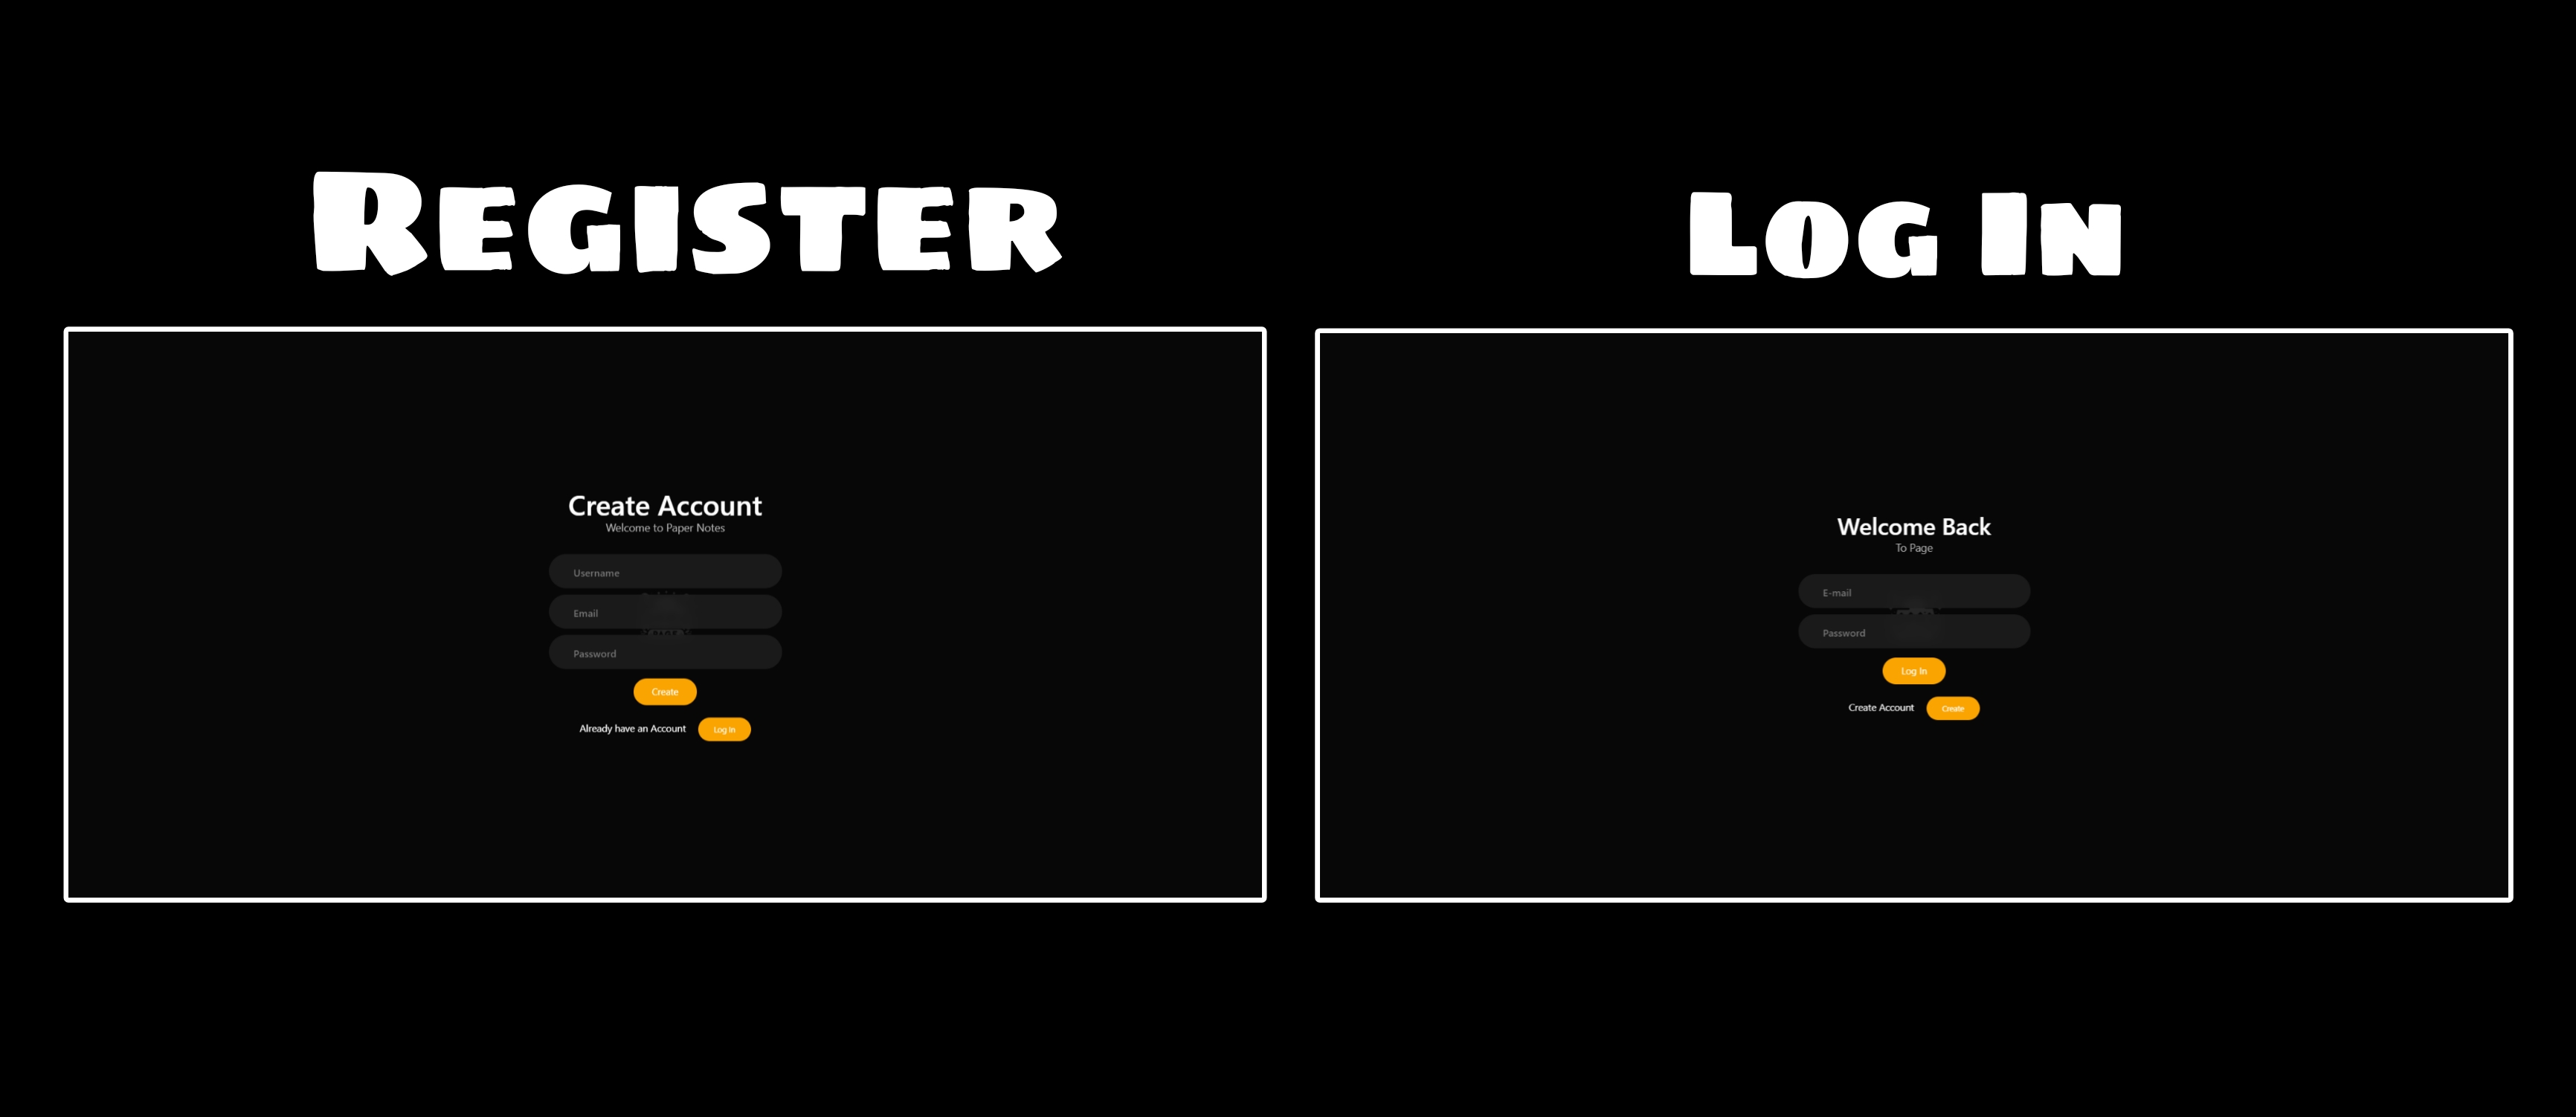 Register
Create Account
Welcome to Paper Notes
Username
Email
Password
Create
Already have an Account Log In
Log In
Welcome Back
To Page
E-mail
Password
Log In
Create Account Create